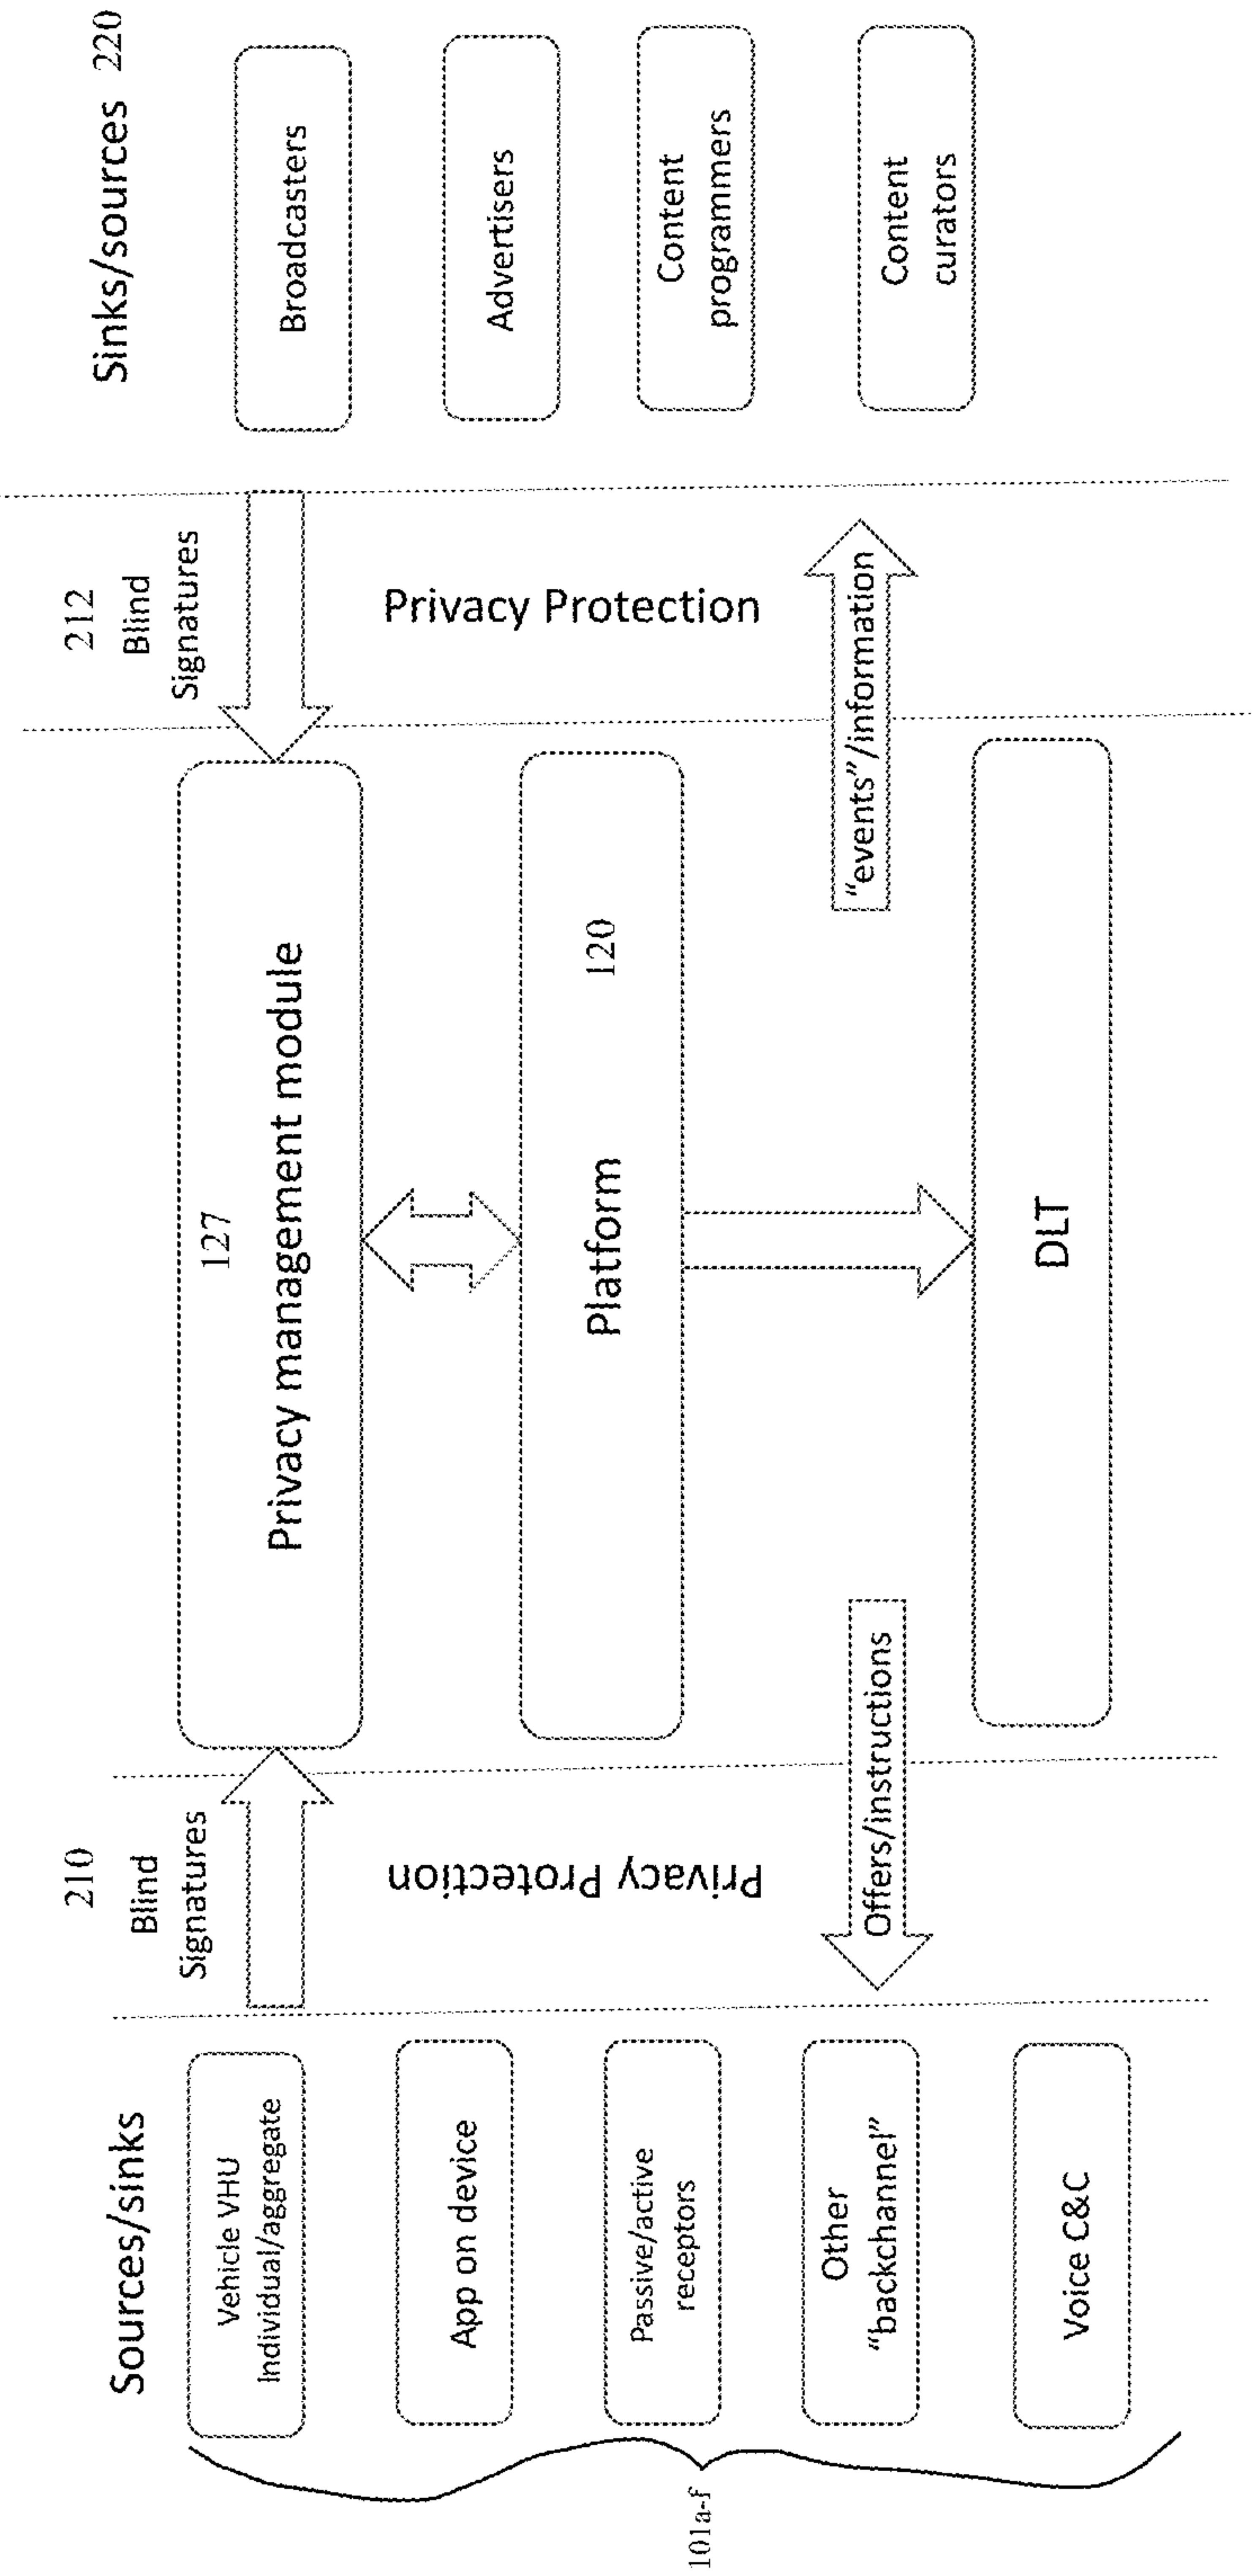 Sources/sinks
Vehicle VHU
Individual/aggregate
App on device
Passive/active
receptors
Other
“backchannel”
Voice C&C
101a-f
210
Blind
Signatures
Privacy Protection
Offers/instructions
127
Privacy management module
Platform
120
DLT
212
Blind
Signatures
Privacy Protection
“events”/information
Sinks/sources 220
Broadcasters
Advertisers
Content
programmers
Content
curators